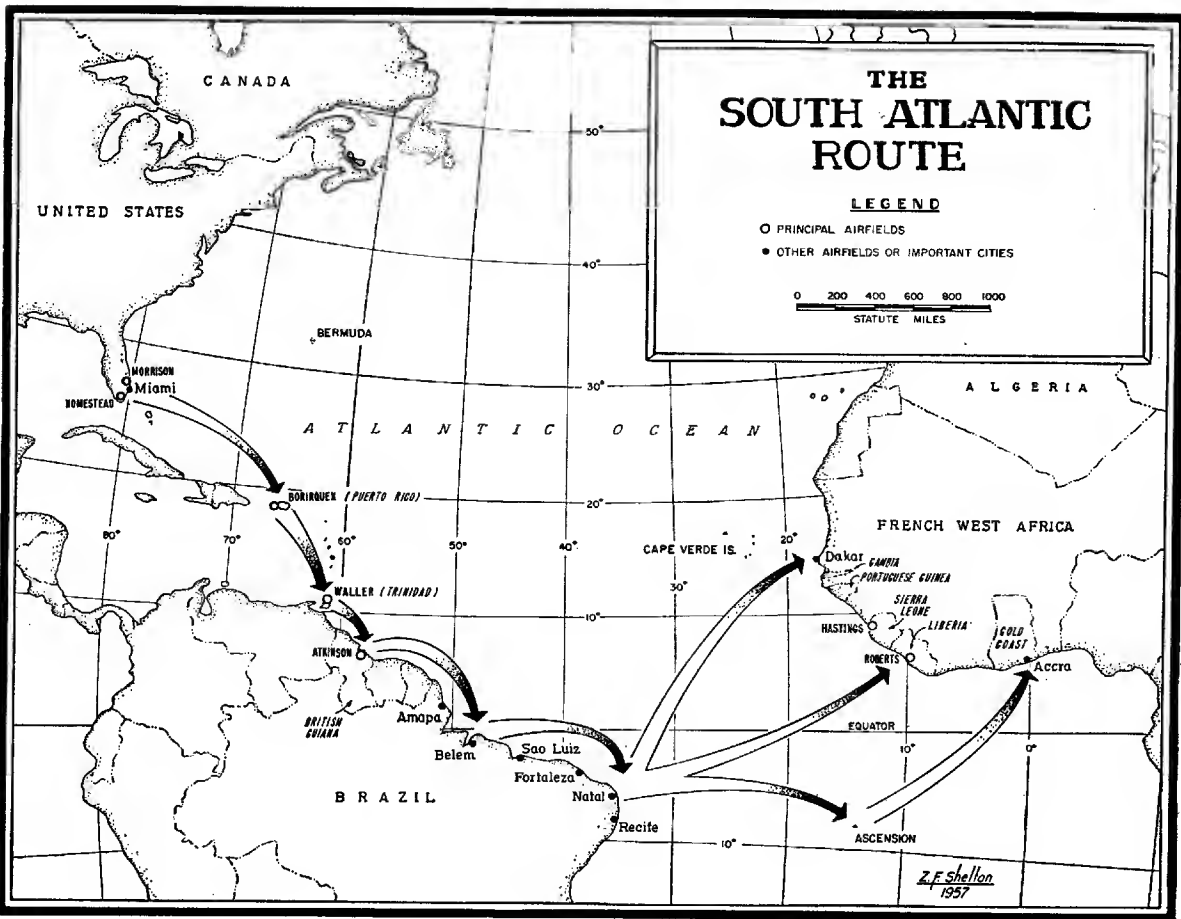 THE
SOUTH ATLANTIC
ROUTE
LEGEND
PRINCIPAL AIRFIELDS
OTHER AIRFIELDS OR IMPORTANT CITIES
0 200 400 600 800 1000
STATUTE MILES
CANADA
UNITED STATES
50°
40°
BERMUDA
MORRISON
Miami
HOMESTEAD
30°
ALGERIA
ATLANTIC OCEAN
BORINQUEN (PUERTO RICO)
20°
FRENCH WEST AFRICA
80°
70°
60°
50°
40°
CAPE VERDE IS.
20°
Dakar
GAMBIA
PORTUGUESE GUINEA
30°
WALLER (TRINIDAD)
SIERRA
LEONE
10°
HASTINGS
LIBERIA
GOLD
COAST
ATKINSON
ROBERTS
Accra
Amapa
BRITISH
GUIANA
EQUATOR
Belem
Sao Luiz
10°
0°
Fortaleza
BRAZIL
Natal
Recife
10°
ASCENSION
Z.F. Shelton
1957